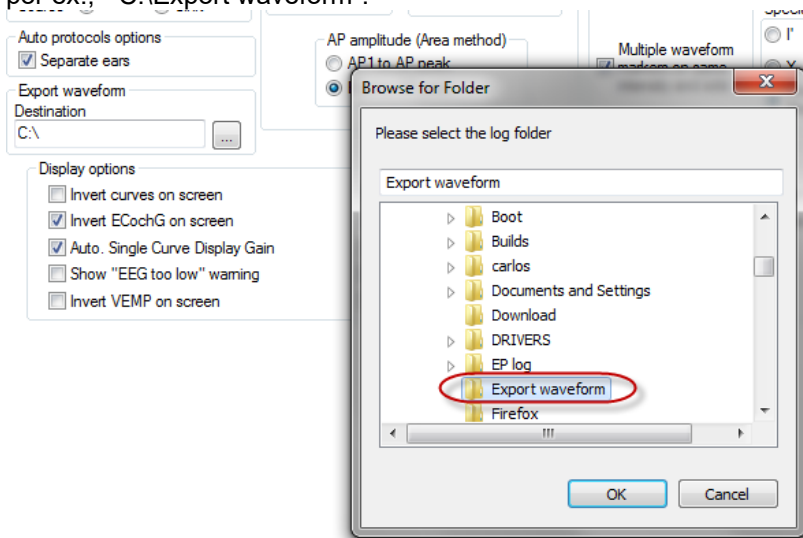 per ex., "C:\Export waveform".
Auto protocols options
Separate ears
Export waveform
Destination
C:\
...
AP amplitude (Area method)
AP1 to AP peak
Multiple waveform
Display options
Invert curves on screen
Invert ECochG on screen
Auto. Single Curve Display Gain
Show "EEG too low" warning
Invert VEMP on screen
Browse for Folder
Please select the log folder
Export waveform
Boot
Builds
carlos
Documents and Settings
Download
DRIVERS
EP log
Export waveform
Firefox
OK
Cancel